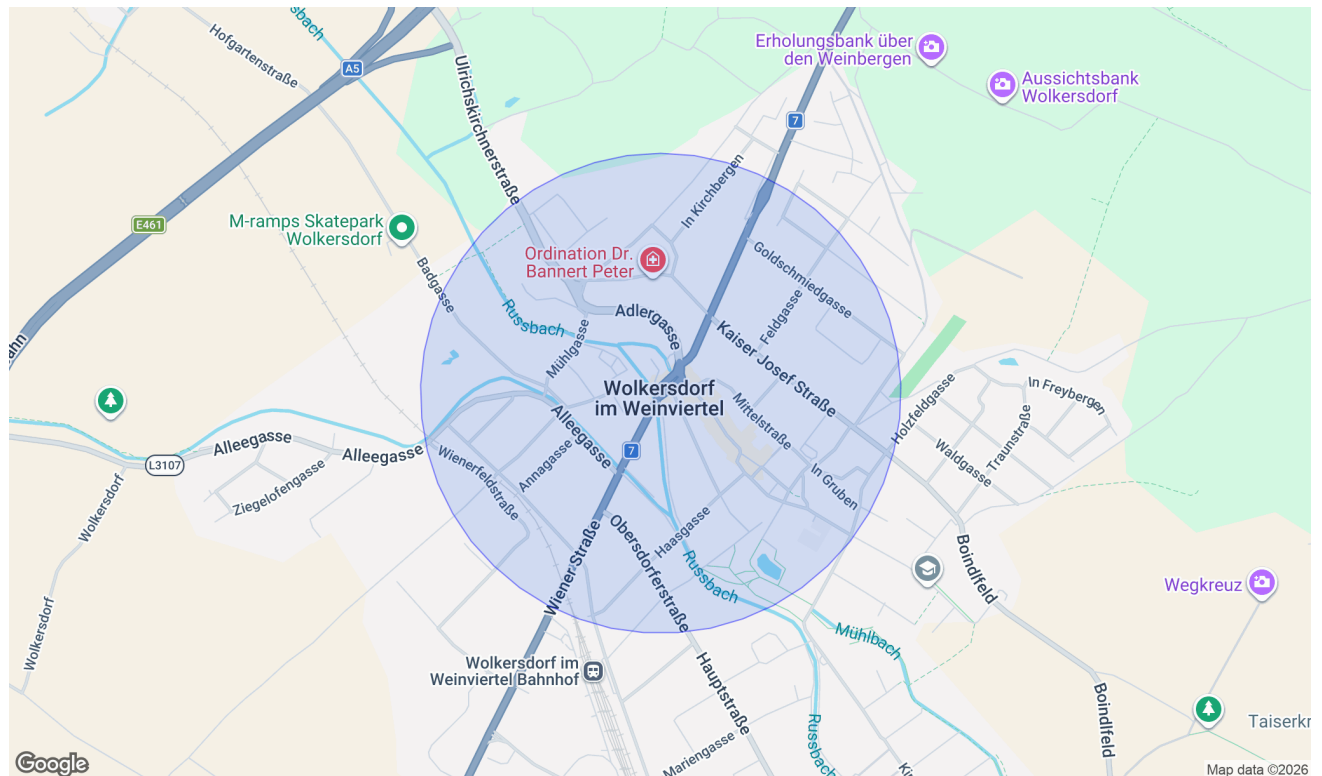 Russbach
Hofgartenstraße
A5
Ulrichskirchnerstraße
Erholungsbank über
den Weinbergen
Aussichtsbank
Wolkersdorf
7
In Kirchbergen
E461
M-ramps Skatepark
Wolkersdorf
Ordination Dr.
Bannert Peter
Goldschmiedgasse
Badgasse
Russbach
Adlergasse
Feldgasse
Kaiser Josef Straße
Mühlgasse
Wolkersdorf
im Weinviertel
In Freybergen
Holzfeldgasse
Traunstraße
Waldgasse
Mittelstraße
In Gruben
Alleegasse
7
Alleegasse
Alleegasse
L3107
Annagasse
Wienerfeldstraße
Ziegelofengasse
Wolkersdorf
Wolkersdorf
Haasgasse
Obersdorferstraße
Wiener Straße
Russbach
Boindlfeld
Wegkreuz
Mühlbach
Wolkersdorf im
Weinviertel Bahnhof
Hauptstraße
Boindlfeld
Russbach
Mariengasse
Taiserkr
Google
Map data ©2026